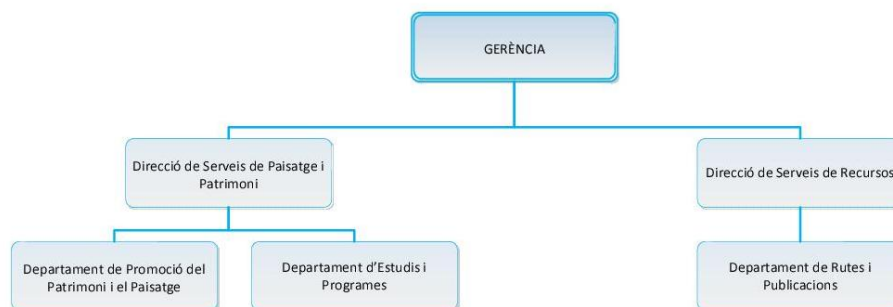 GERÈNCIA
Direcció de Serveis de Paisatge i
Patrimoni
Direcció de Serveis de Recursos
Departament de Promoció del
Patrimoni i el Paisatge
Departament d'Estudis i
Programes
Departament de Rutes i
Publicacions